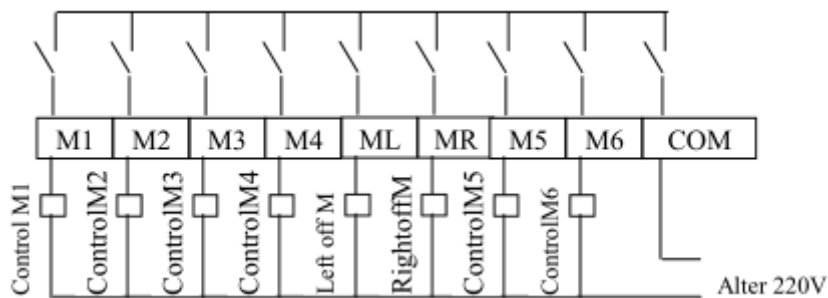 M1 M2 M3 M4 ML MR M5 M6 COM
Control M1
ControlM2
ControlM3
ControlM4
Left off M
RightoffM
ControlM5
ControlM6
Alter 220V